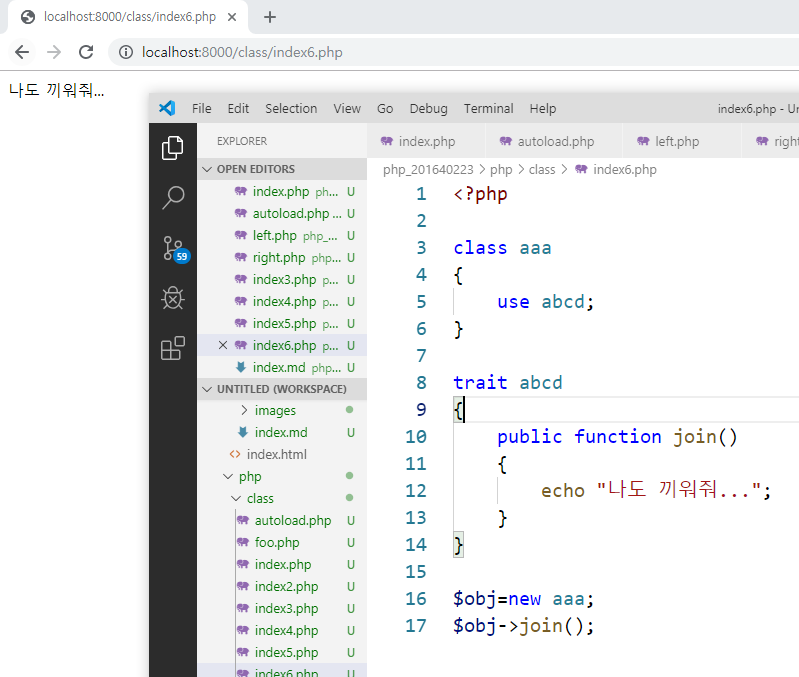 localhost:8000/class/index6.php
localhost:8000/class/index6.php
나도 끼워줘...
File Edit Selection View Go Debug Terminal Help index6.php - Un
EXPLORER
index.php autoload.php left.php right
OPEN EDITORS
index.php ph... U
autoload.php ... U
left.php php_... U
right.php php... U
index3.php p... U
index4.php p... U
index5.php p... U
index6.php p... U
index.md php... U
UNTITLED (WORKSPACE)
images
index.md U
index.html
php
class
autoload.php U
foo.php U
index.php U
index2.php U
index3.php U
index4.php U
index5.php U
index6.php U
59
php_201640223 > php > class > index6.php
1 <?php
2
3 class aaa
4 {
5 use abcd;
6 }
7
8 trait abcd
9 {
10 public function join()
11 {
12 echo "나도 끼워줘...";
13 }
14 }
15
16 $obj=new aaa;
17 $obj->join();